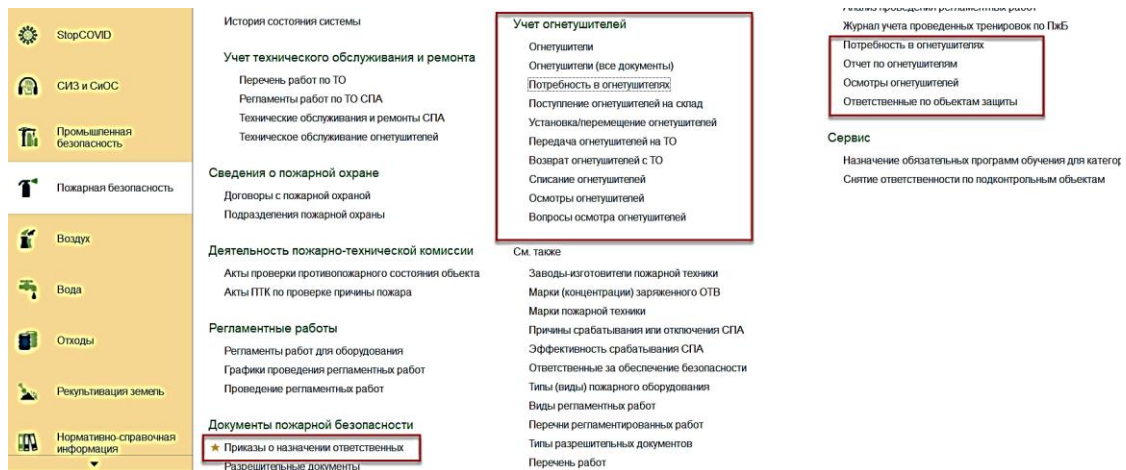 StopCOVID
СИЗ и СиОС
Промышленная
безопасность
Пожарная безопасность
Воздух
Вода
Отходы
Рекультивация земель
Нормативно-справочная
информация
История состояния системы
Учет технического обслуживания и ремонта
Перечень работ по ТО
Регламенты работ по ТО СПА
Технические обслуживания и ремонты СПА
Техническое обслуживание огнетушителей
Сведения о пожарной охране
Договоры с пожарной охраной
Подразделения пожарной охраны
Деятельность пожарно-технической комиссии
Акты проверки противопожарного состояния объекта
Акты ПТК по проверке причины пожара
Регламентные работы
Регламенты работ для оборудования
Графики проведения регламентных работ
Проведение регламентных работ
Документы пожарной безопасности
Приказы о назначении ответственных
Разрешительные документы
Учет огнетушителей
Огнетушители
Огнетушители (все документы)
Потребность в огнетушителях
Поступление огнетушителей на склад
Установка/перемещение огнетушителей
Передача огнетушителей на ТО
Возврат огнетушителей с ТО
Списание огнетушителей
Осмотры огнетушителей
Вопросы осмотра огнетушителей
См. также
Заводы-изготовители пожарной техники
Марки (концентрации) заряженного ОТВ
Марки пожарной техники
Причины срабатывания или отключения СПА
Эффективность срабатывания СПА
Ответственные за обеспечение безопасности
Типы (виды) пожарного оборудования
Виды регламентных работ
Перечни регламентированных работ
Типы разрешительных документов
Перечень работ
Анализ проведения регламентных работ
Журнал учета проведенных тренировок по ПжБ
Потребность в огнетушителях
Отчет по огнетушителям
Осмотры огнетушителей
Ответственные по объектам защиты
Сервис
Назначение обязательных программ обучения для категор
Снятие ответственности по подконтрольным объектам